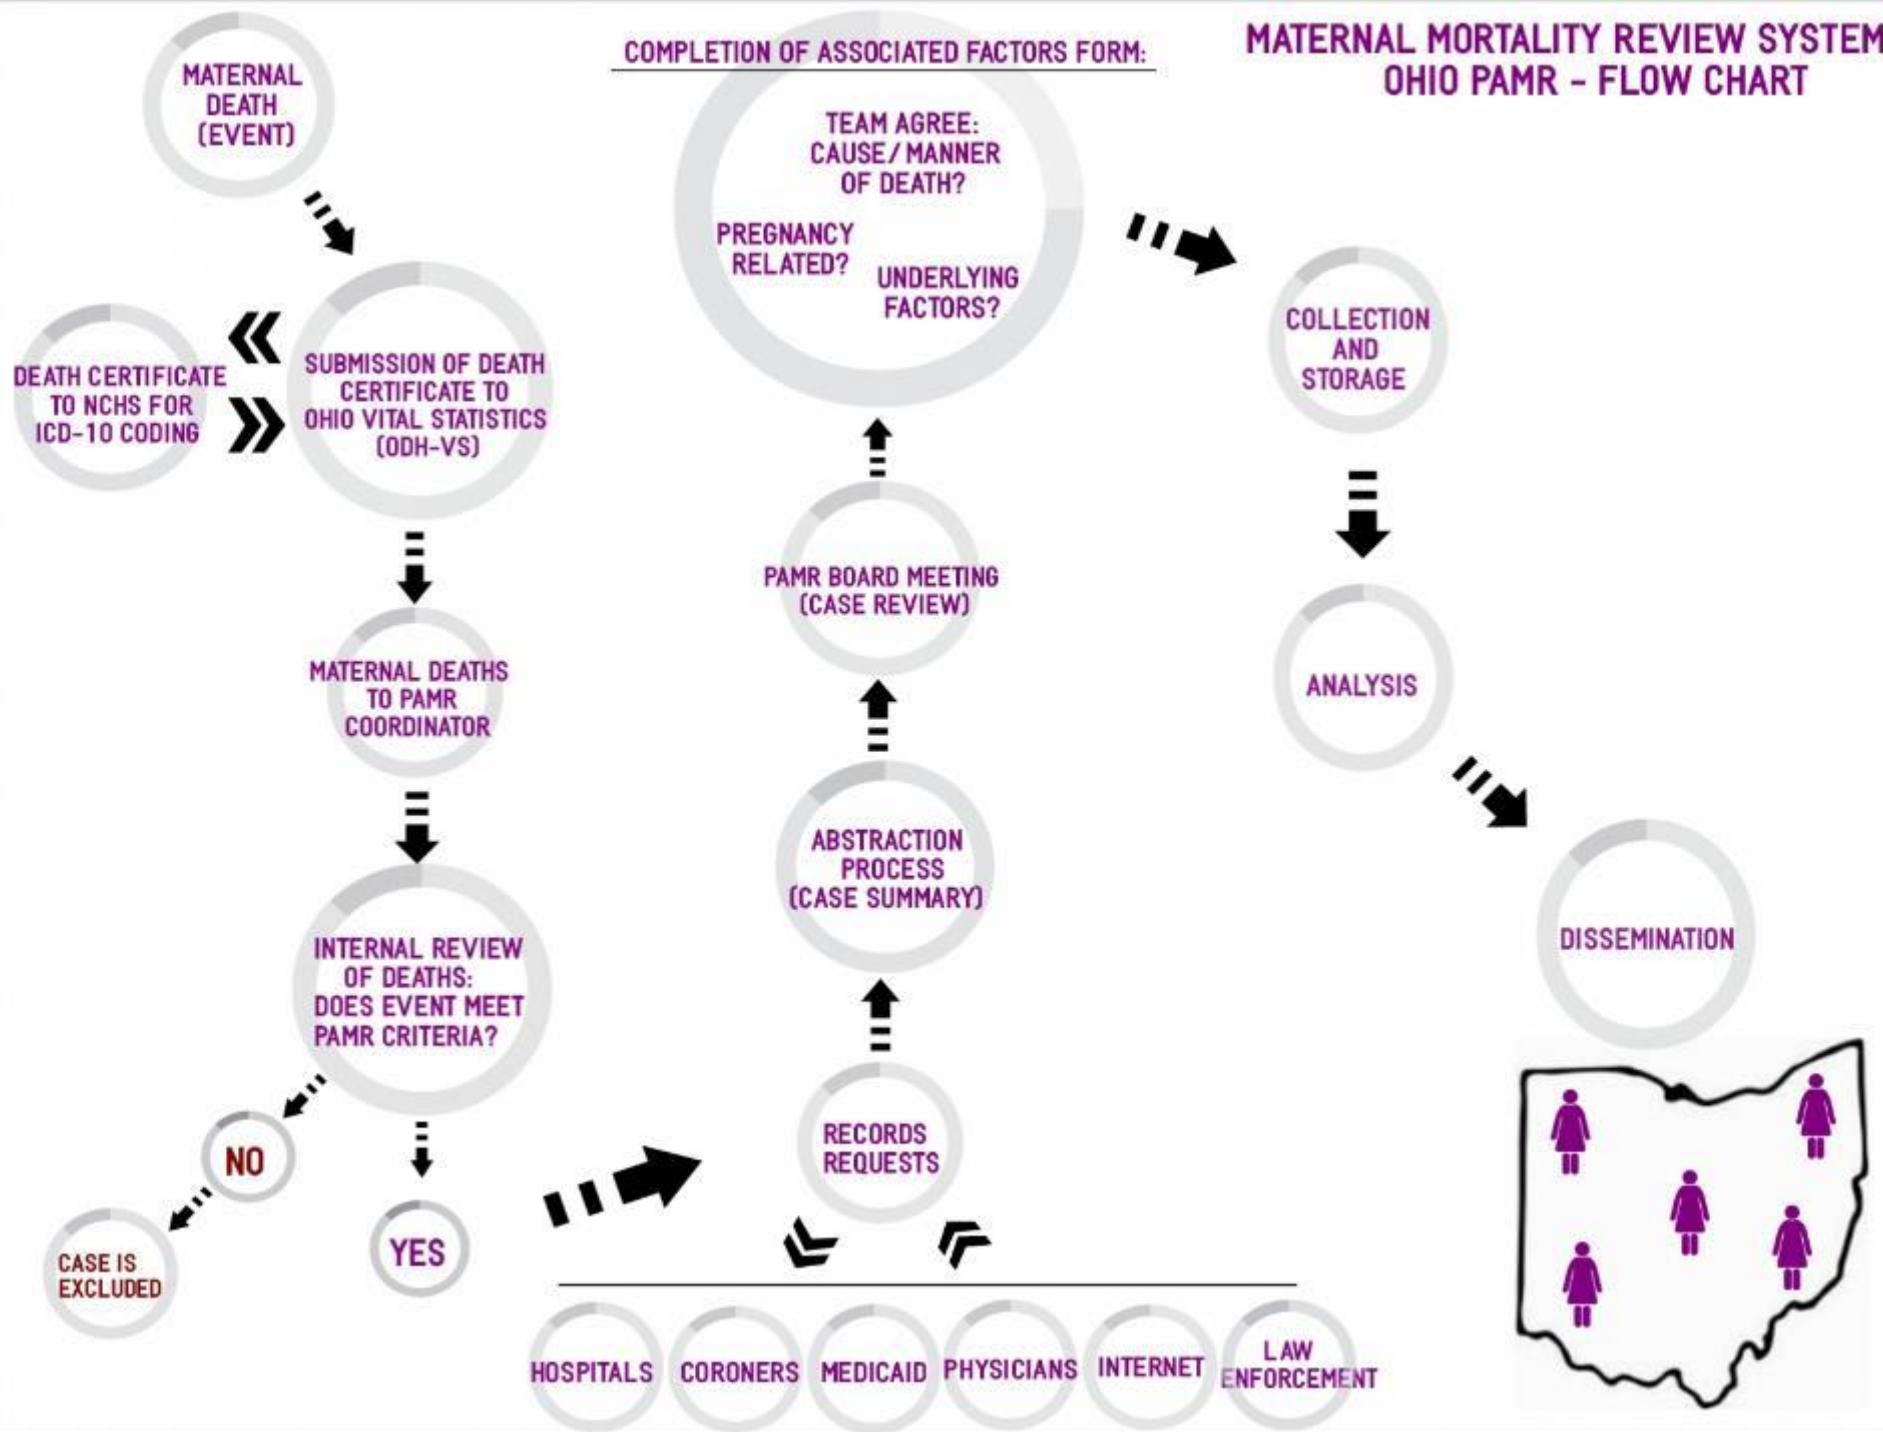 MATERNAL MORTALITY REVIEW SYSTEM
OHIO PAMR - FLOW CHART
MATERNAL
DEATH
(EVENT)
SUBMISSION OF DEATH
CERTIFICATE TO
OHIO VITAL STATISTICS
(ODH-VS)
DEATH CERTIFICATE
TO NCHS FOR
ICD-10 CODING
MATERNAL DEATHS
TO PAMR
COORDINATOR
INTERNAL REVIEW
OF DEATHS:
DOES EVENT MEET
PAMR CRITERIA?
NO
CASE IS
EXCLUDED
YES
RECORDS
REQUESTS
HOSPITALS
CORONERS
MEDICAID
PHYSICIANS
INTERNET
LAW
ENFORCEMENT
ABSTRACTION
PROCESS
(CASE SUMMARY)
PAMR BOARD MEETING
(CASE REVIEW)
COMPLETION OF ASSOCIATED FACTORS FORM:
TEAM AGREE:
CAUSE/MANNER
OF DEATH?
PREGNANCY
RELATED?
UNDERLYING
FACTORS?
COLLECTION
AND
STORAGE
ANALYSIS
DISSEMINATION